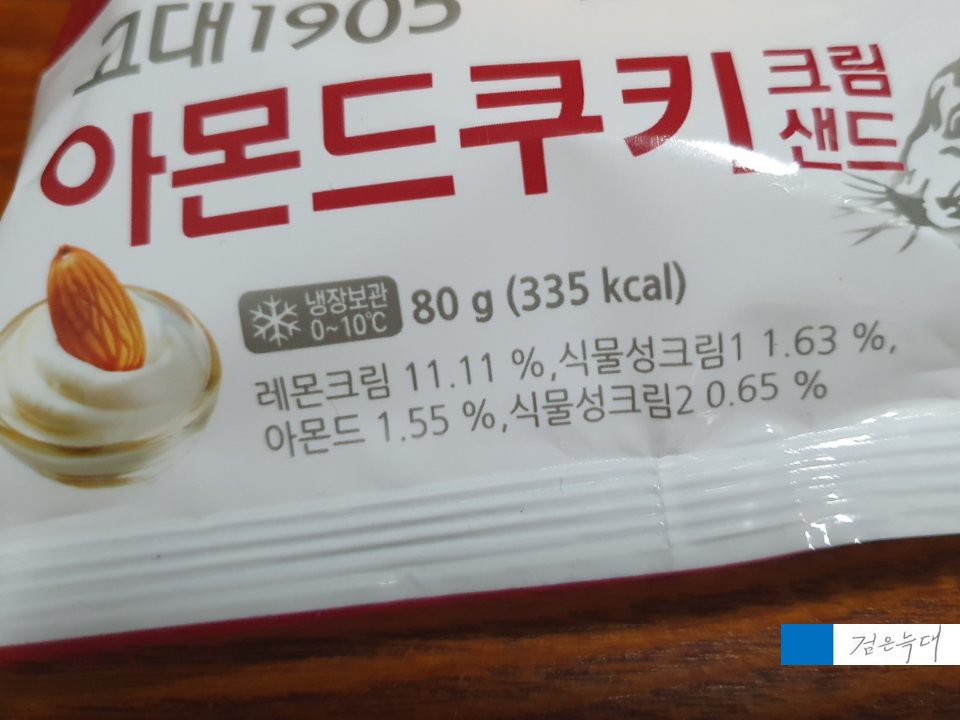 고대1905
아몬드쿠키 크림
샌드
냉장보관
0~10℃
80 g (335 kcal)
레몬크림 11.11 %,식물성크림1 1.63 %,
아몬드 1.55 %,식물성크림2 0.65 %
검은늑대